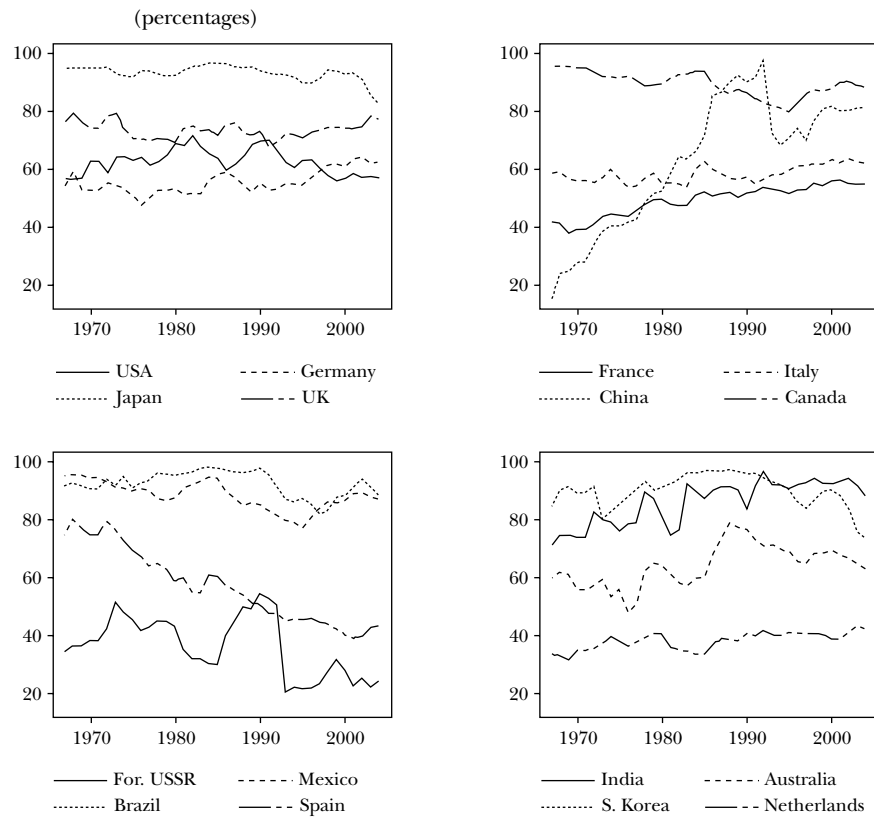 (percentages)
100
80
60
40
20
1970 1980 1990 2000
USA Germany
Japan UK
100
80
60
40
20
1970 1980 1990 2000
France Italy
China Canada
100
80
60
40
20
1970 1980 1990 2000
For. USSR Mexico
Brazil Spain
100
80
60
40
20
1970 1980 1990 2000
India Australia
S. Korea Netherlands